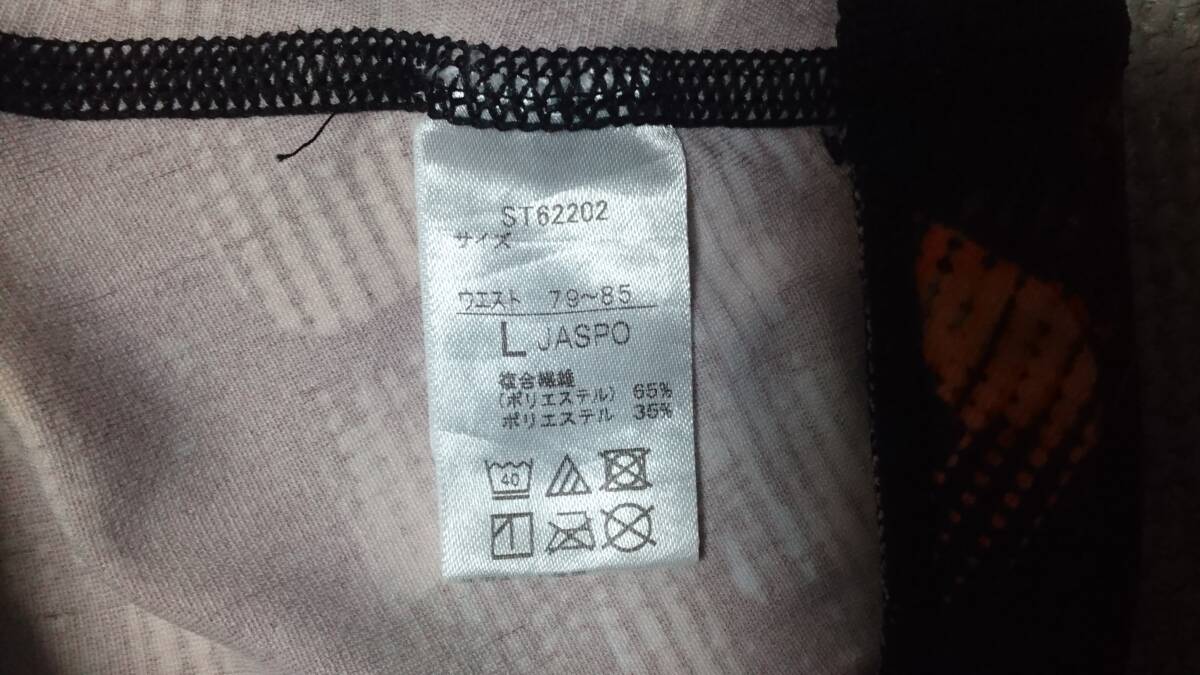 ST62202
サイズ
ウエスト 79~85
L JASPO
複合繊維
(ポリエステル) 65%
ポリエステル 35%
40